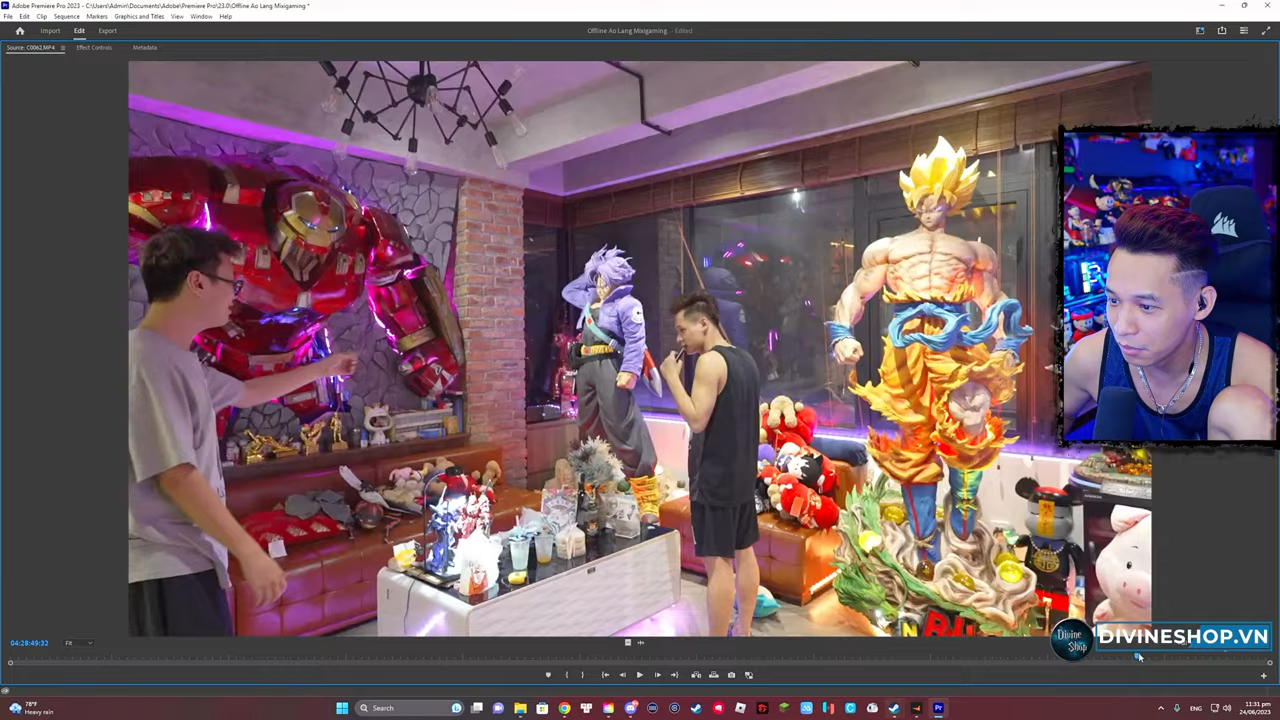 Adobe Premiere Pro 2023 - C:\Users\Admin\Documents\Adobe\Premiere Pro\23.0\Offline Ao Lang Mixigaming *
File Edit Clip Sequence Markers Graphics and Titles View Window Help
Import Edit Export
Offline Ao Lang Mixigaming - Edited
Source: C0062.MP4 Effect Controls Metadata
04:28:49:32
Fit
Divine Shop
DIVINESHOP.VN
78°F
Heavy rain
Search
ENG
11:31 pm
24/06/2023